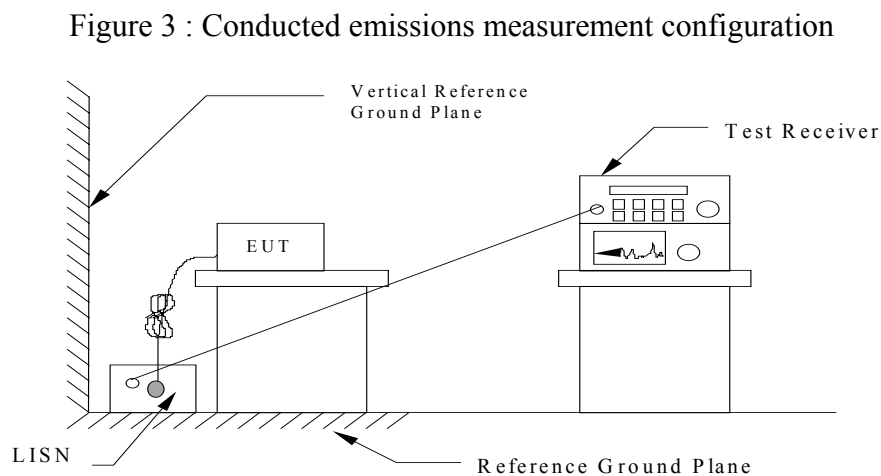 Figure 3 : Conducted emissions measurement configuration
Vertical Reference
Ground Plane
Test Receiver
EUT
LISN
Reference Ground Plane